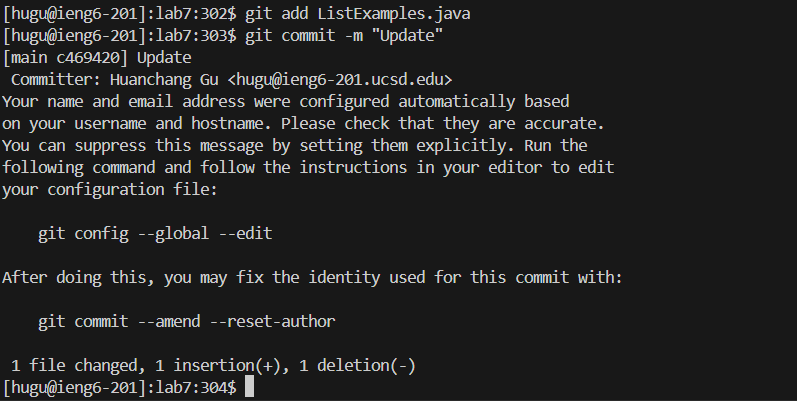 [hugu@ieng6-201]:lab7:302$ git add ListExamples.java
[hugu@ieng6-201]:lab7:303$ git commit -m "Update"
[main c469420] Update
 Committer: Huanchang Gu <hugu@ieng6-201.ucsd.edu>
Your name and email address were configured automatically based
on your username and hostname. Please check that they are accurate.
You can suppress this message by setting them explicitly. Run the
following command and follow the instructions in your editor to edit
your configuration file:

    git config --global --edit

After doing this, you may fix the identity used for this commit with:

    git commit --amend --reset-author

 1 file changed, 1 insertion(+), 1 deletion(-)
[hugu@ieng6-201]:lab7:304$